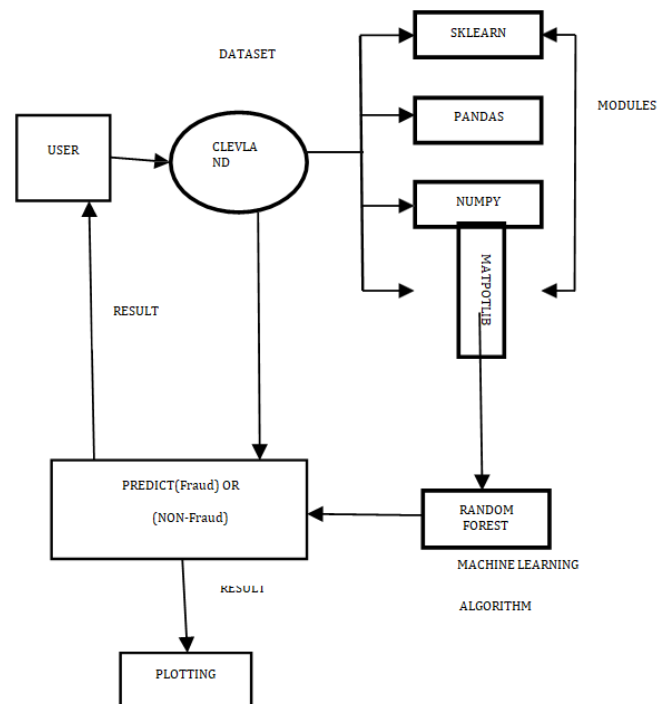 SKLEARN
DATASET
MODULES
PANDAS
USER
CLEVLA
ND
NUMPY
MATPOTLIB
RESULT
PREDICT(Fraud) OR
(NON-Fraud)
RANDOM
FOREST
MACHINE LEARNING
ALGORITHM
RESULT
PLOTTING